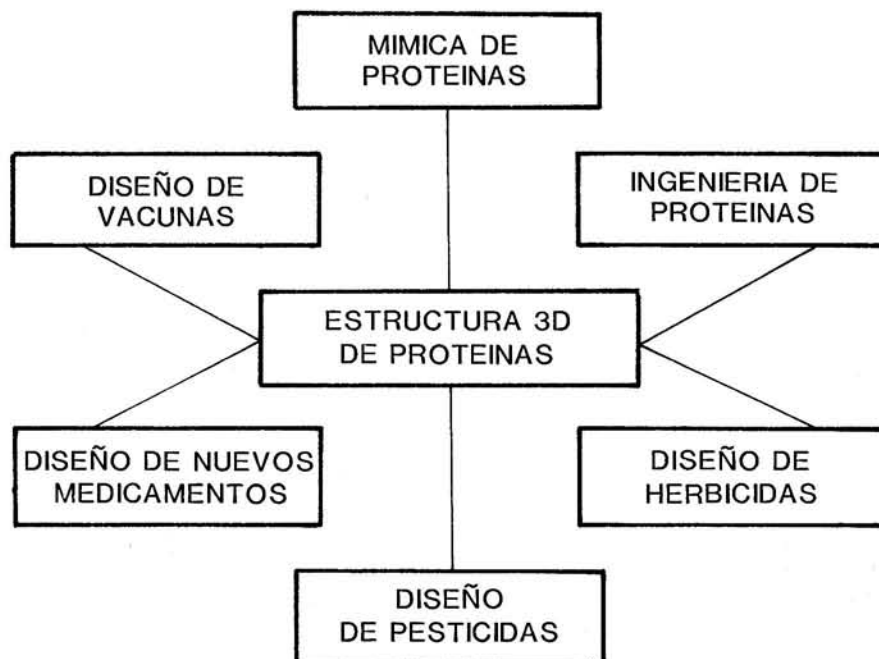 MIMICA DE
PROTEINAS
DISEÑO DE
VACUNAS
INGENIERIA DE
PROTEINAS
ESTRUCTURA 3D
DE PROTEINAS
DISEÑO DE NUEVOS
MEDICAMENTOS
DISEÑO DE
HERBICIDAS
DISEÑO
DE PESTICIDAS